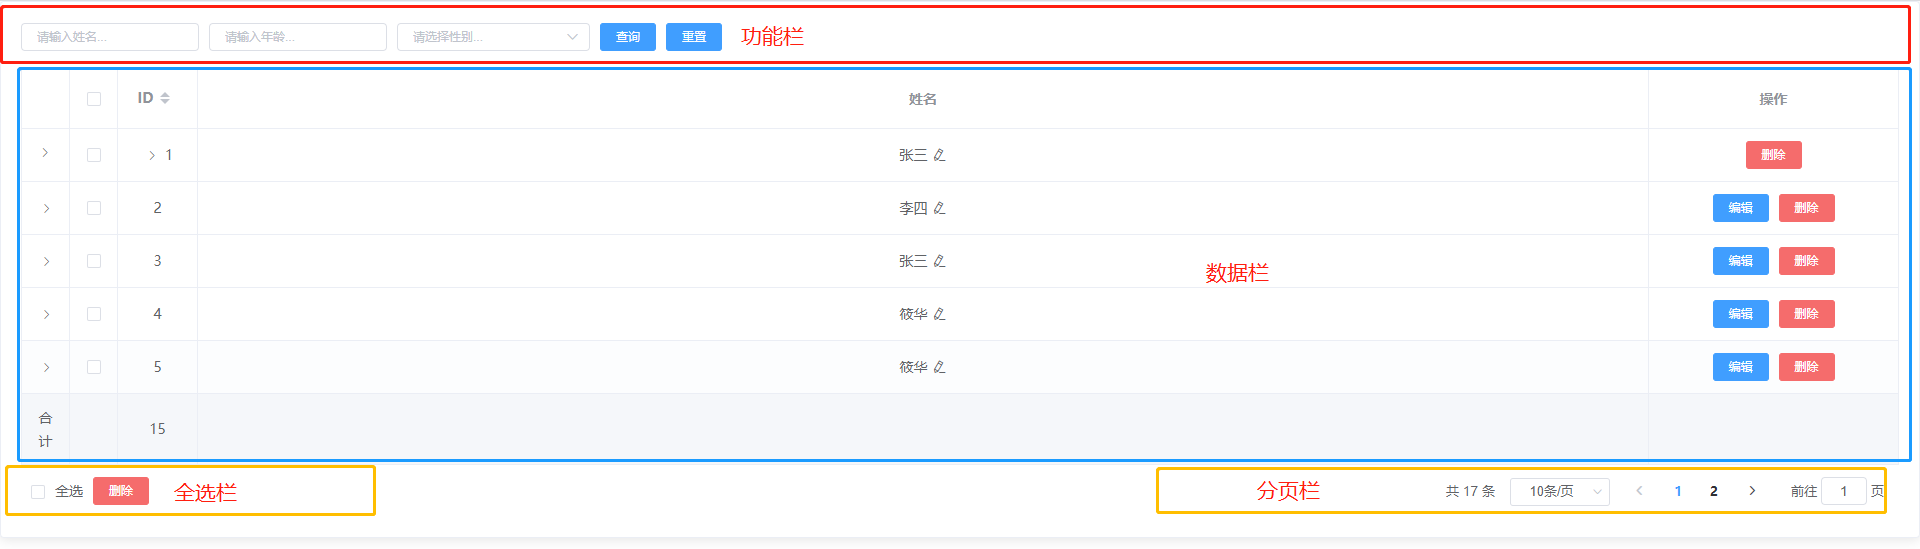 请输入姓名... 请输入年龄... 请选择性别... 查询 重置 功能栏
ID 姓名 操作
1 张三 删除
2 李四 编辑 删除
3 张三 编辑 删除
数据栏
4 筱华 编辑 删除
5 筱华 编辑 删除
合
计
15
全选 删除 全选栏 分页栏 共 17 条 10条/页 1 2 前往 1 页